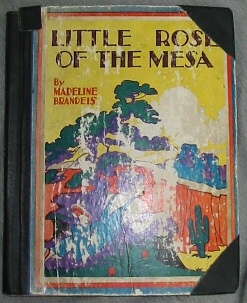 LITTLE ROSE
OF THE MESA
By
MADELINE
BRANDEIS